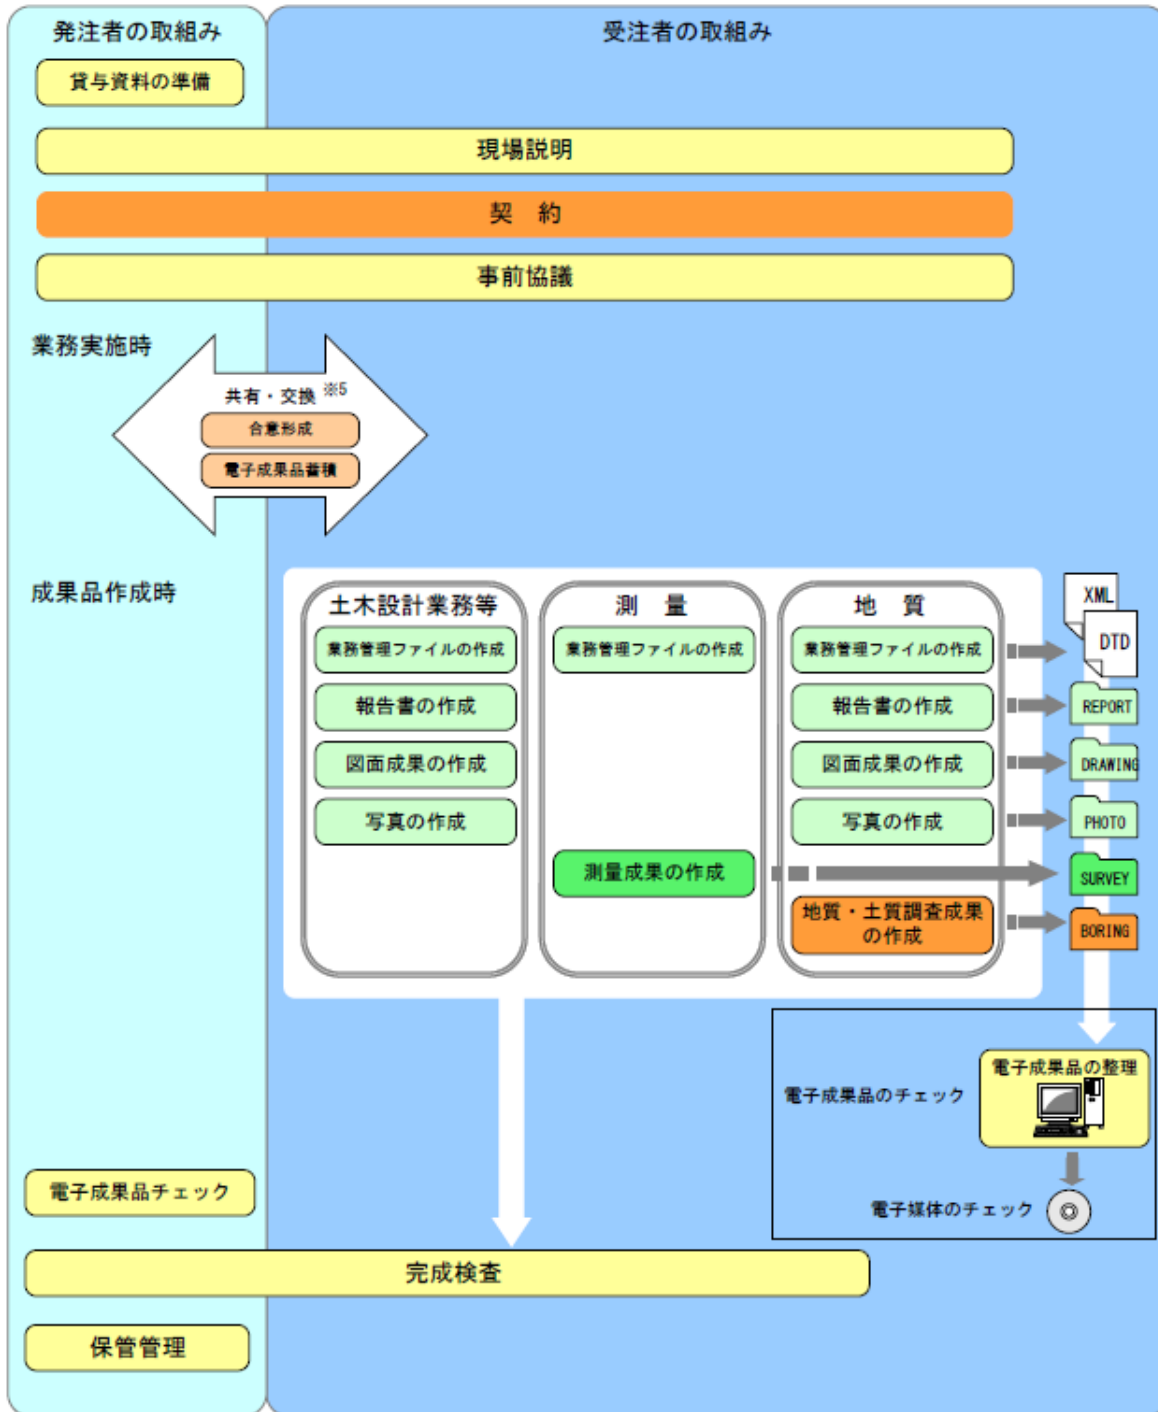 発注者の取組み
受注者の取組み
貸与資料の準備
現場説明
契　約
事前協議
業務実施時
共有・交換 ※5
合意形成
電子成果品蓄積
成果品作成時
土木設計業務等
業務管理ファイルの作成
報告書の作成
図面成果の作成
写真の作成
測　量
業務管理ファイルの作成
測量成果の作成
地　質
業務管理ファイルの作成
報告書の作成
図面成果の作成
写真の作成
地質・土質調査成果
の作成
XML
DTD
REPORT
DRAWING
PHOTO
SURVEY
BORING
電子成果品の整理
電子成果品のチェック
電子媒体のチェック
電子成果品チェック
完成検査
保管管理